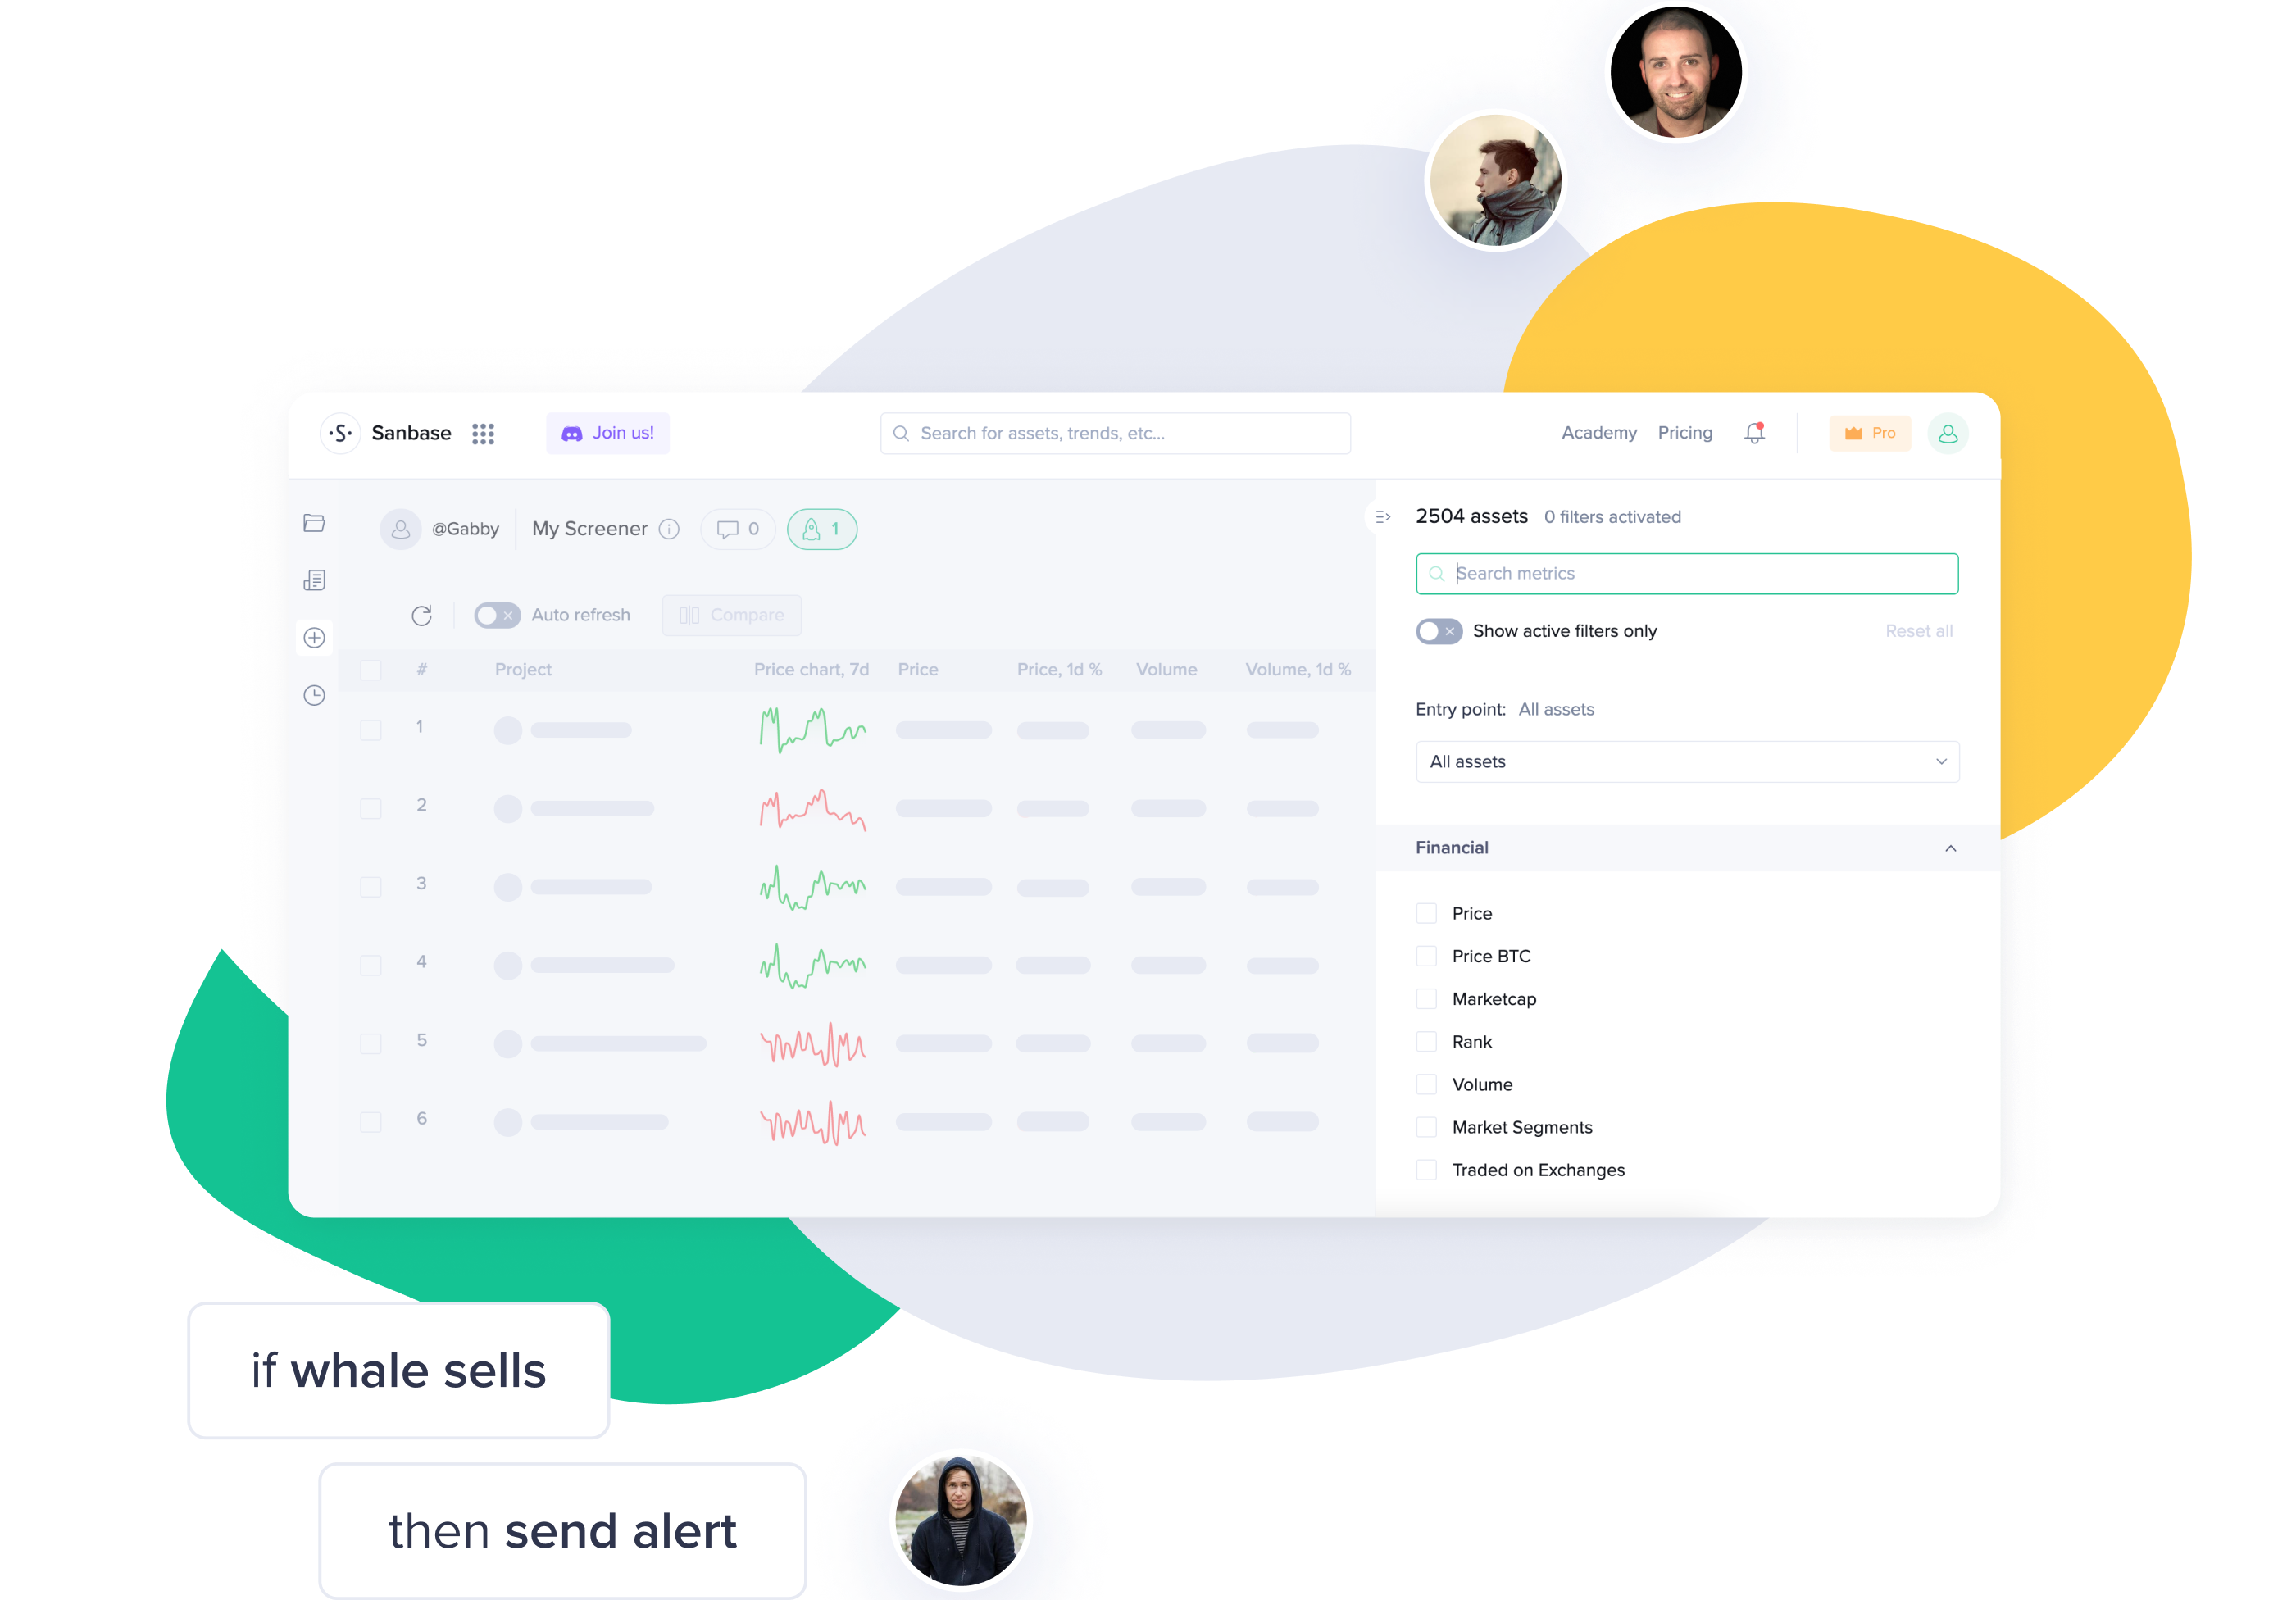 ·S· Sanbase Join us! Search for assets, trends, etc... Academy Pricing Pro
@Gabby My Screener 0 1
Auto refresh Compare
# Project Price chart, 7d Price Price, 1d % Volume Volume, 1d %
1
2
3
4
5
6
2504 assets 0 filters activated
Search metrics
Show active filters only Reset all
Entry point: All assets
All assets
Financial
Price
Price BTC
Marketcap
Rank
Volume
Market Segments
Traded on Exchanges
if whale sells
then send alert